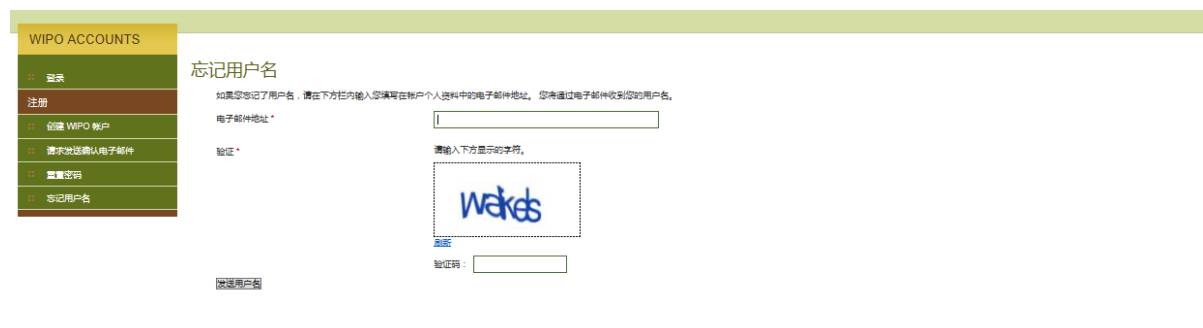 WIPO ACCOUNTS
登录
注册
创建 WIPO 帐户
请求发送确认电子邮件
重置密码
忘记用户名
忘记用户名
如果您忘记了用户名，请在下方栏内输入您填写在帐户个人资料中的电子邮件地址。 您将通过电子邮件收到您的用户名。
电子邮件地址 *
验证 *
请输入下方显示的字符。
刷新
验证码：
发送用户名